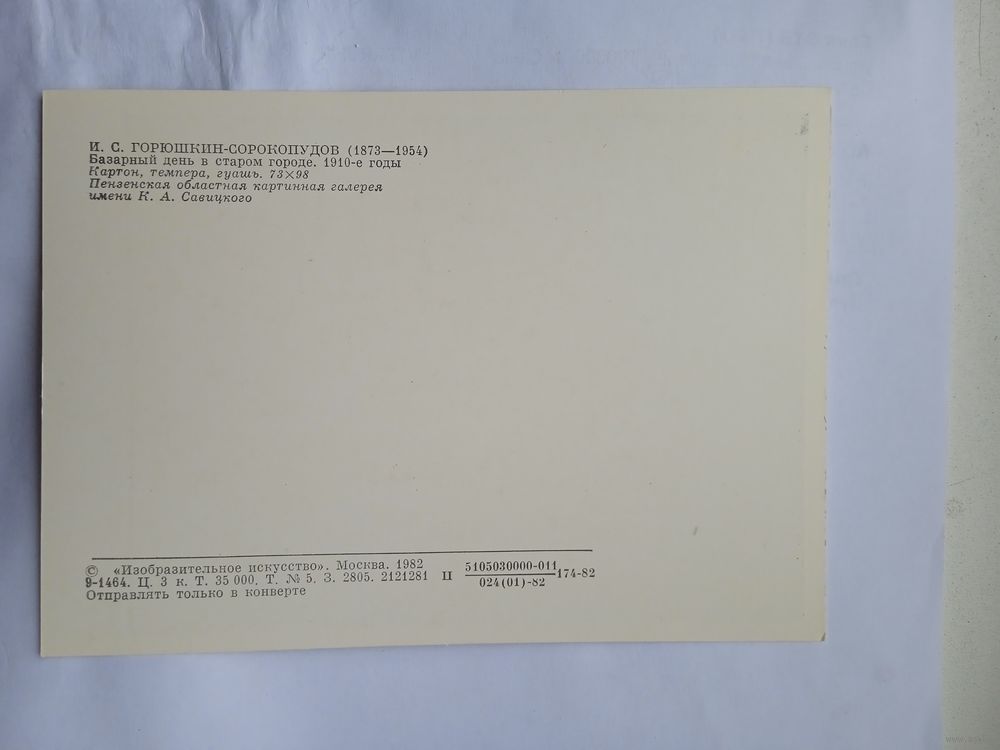 И. С. ГОРЮШКИН-СОРОКОПУДОВ (1873—1954)
Базарный день в старом городе. 1910-е годы
Картон, темпера, гуашь. 73×98
Пензенская областная картинная галерея
имени К. А. Савицкого
© «Изобразительное искусство». Москва. 1982
9-1464. Ц. 3 к. Т. 35 000. Т. № 5. З. 2805. 2121281
Отправлять только в конверте
П 5105030000-011 174-82
024(01)-82